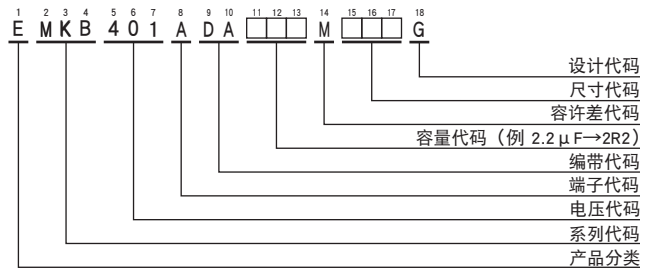 1 2 3 4 5 6 7 8 9 10 11 12 13 14 15 16 17 18
E MKB 401 A DA □□□ M □□□ G
设计代码
尺寸代码
容许差代码
容量代码（例 2.2μF→2R2）
编带代码
端子代码
电压代码
系列代码
产品分类